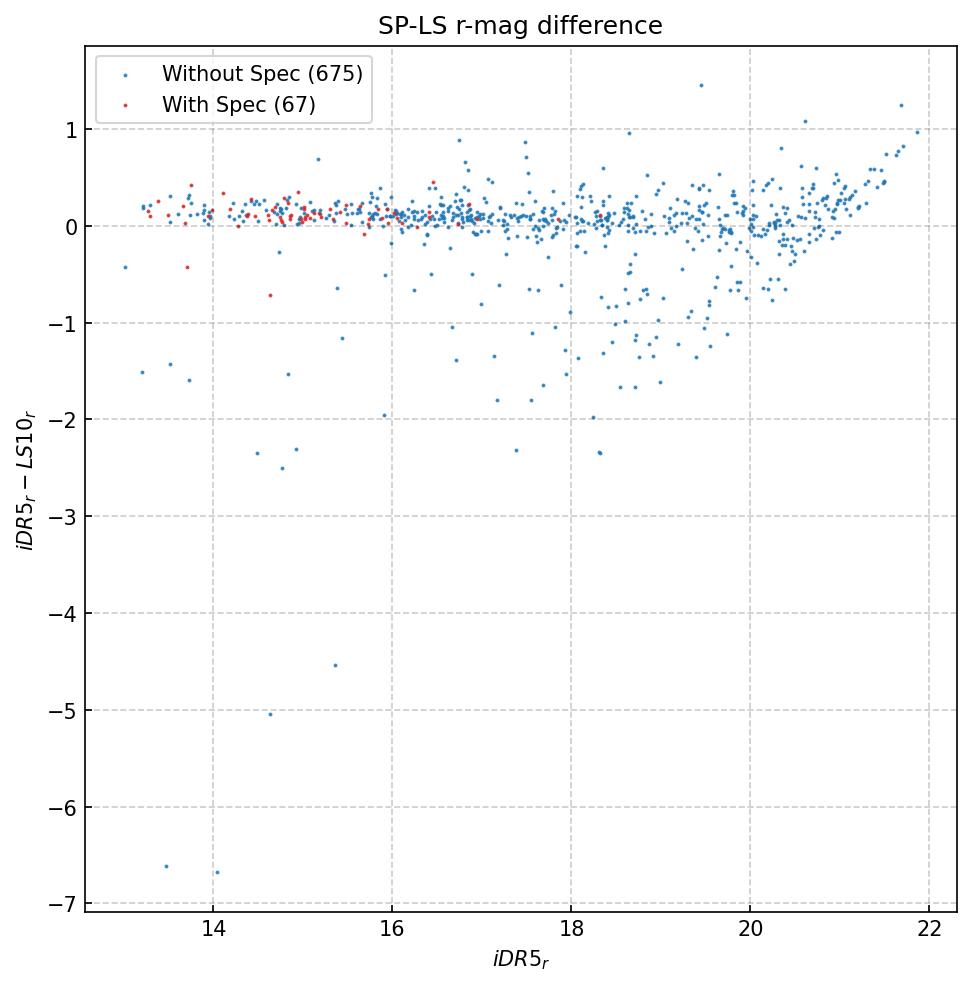 SP-LS r-mag difference
Without Spec (675)
With Spec (67)
1
0
−1
−2
−3
−4
−5
−6
−7
iDR5r − LS10r
14
16
18
20
22
iDR5r